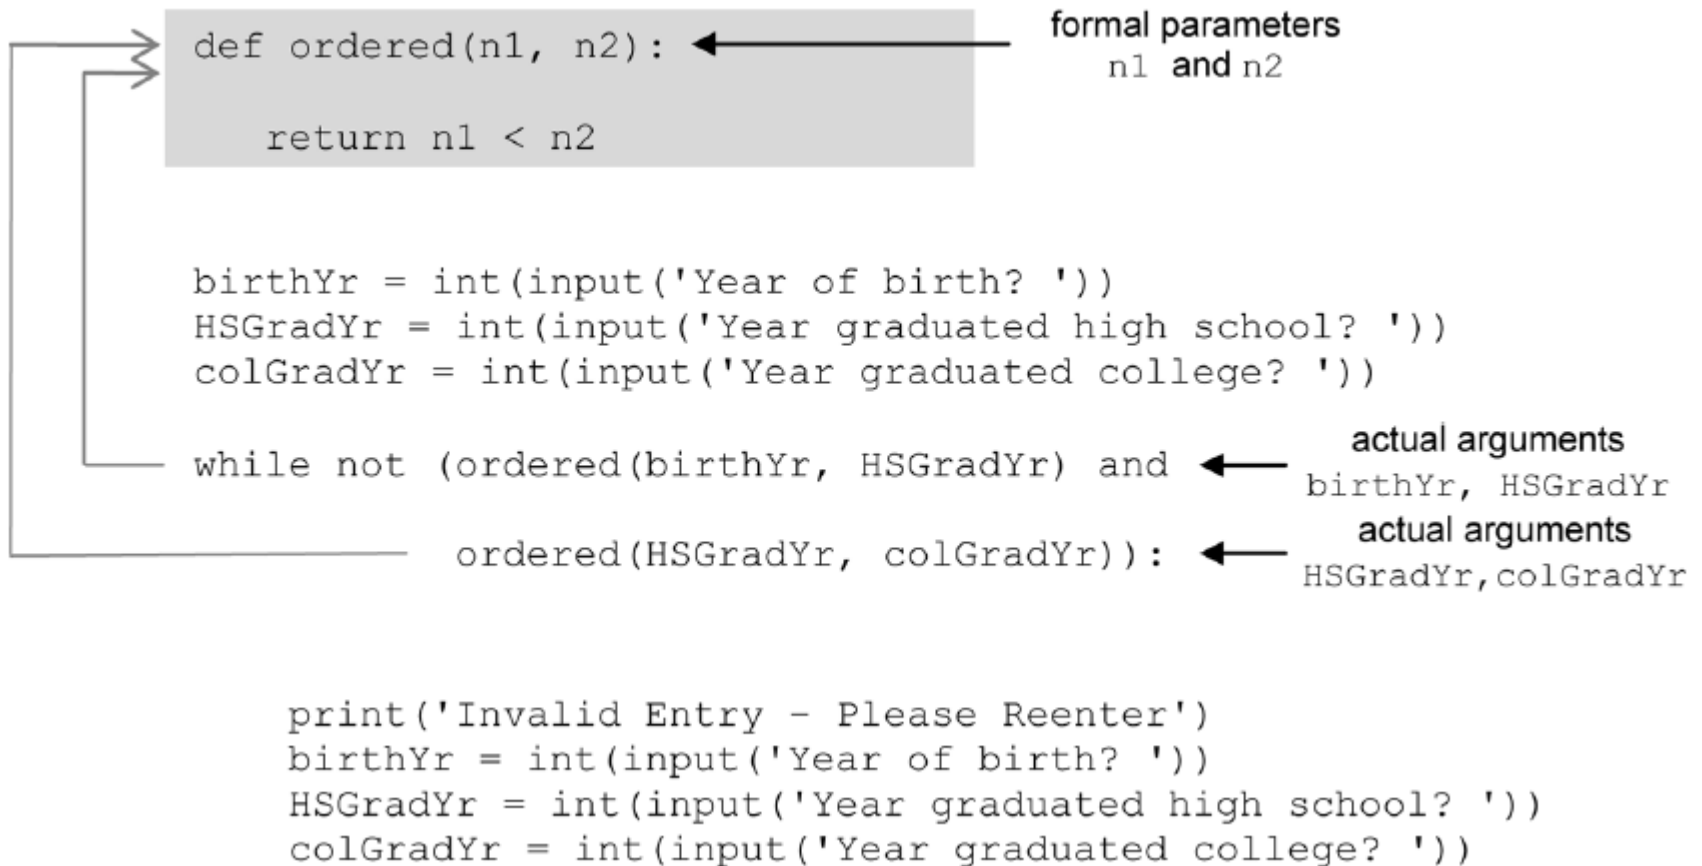 def ordered(n1, n2):
formal parameters
n1 and n2
return n1 < n2
birthYr = int(input('Year of birth? '))
HSGradYr = int(input('Year graduated high school? '))
colGradYr = int(input('Year graduated college? '))
while not (ordered(birthYr, HSGradYr) and
actual arguments
birthYr, HSGradYr
ordered(HSGradYr, colGradYr)):
actual arguments
HSGradYr,colGradYr
print('Invalid Entry – Please Reenter')
birthYr = int(input('Year of birth? '))
HSGradYr = int(input('Year graduated high school? '))
colGradYr = int(input('Year graduated college? '))